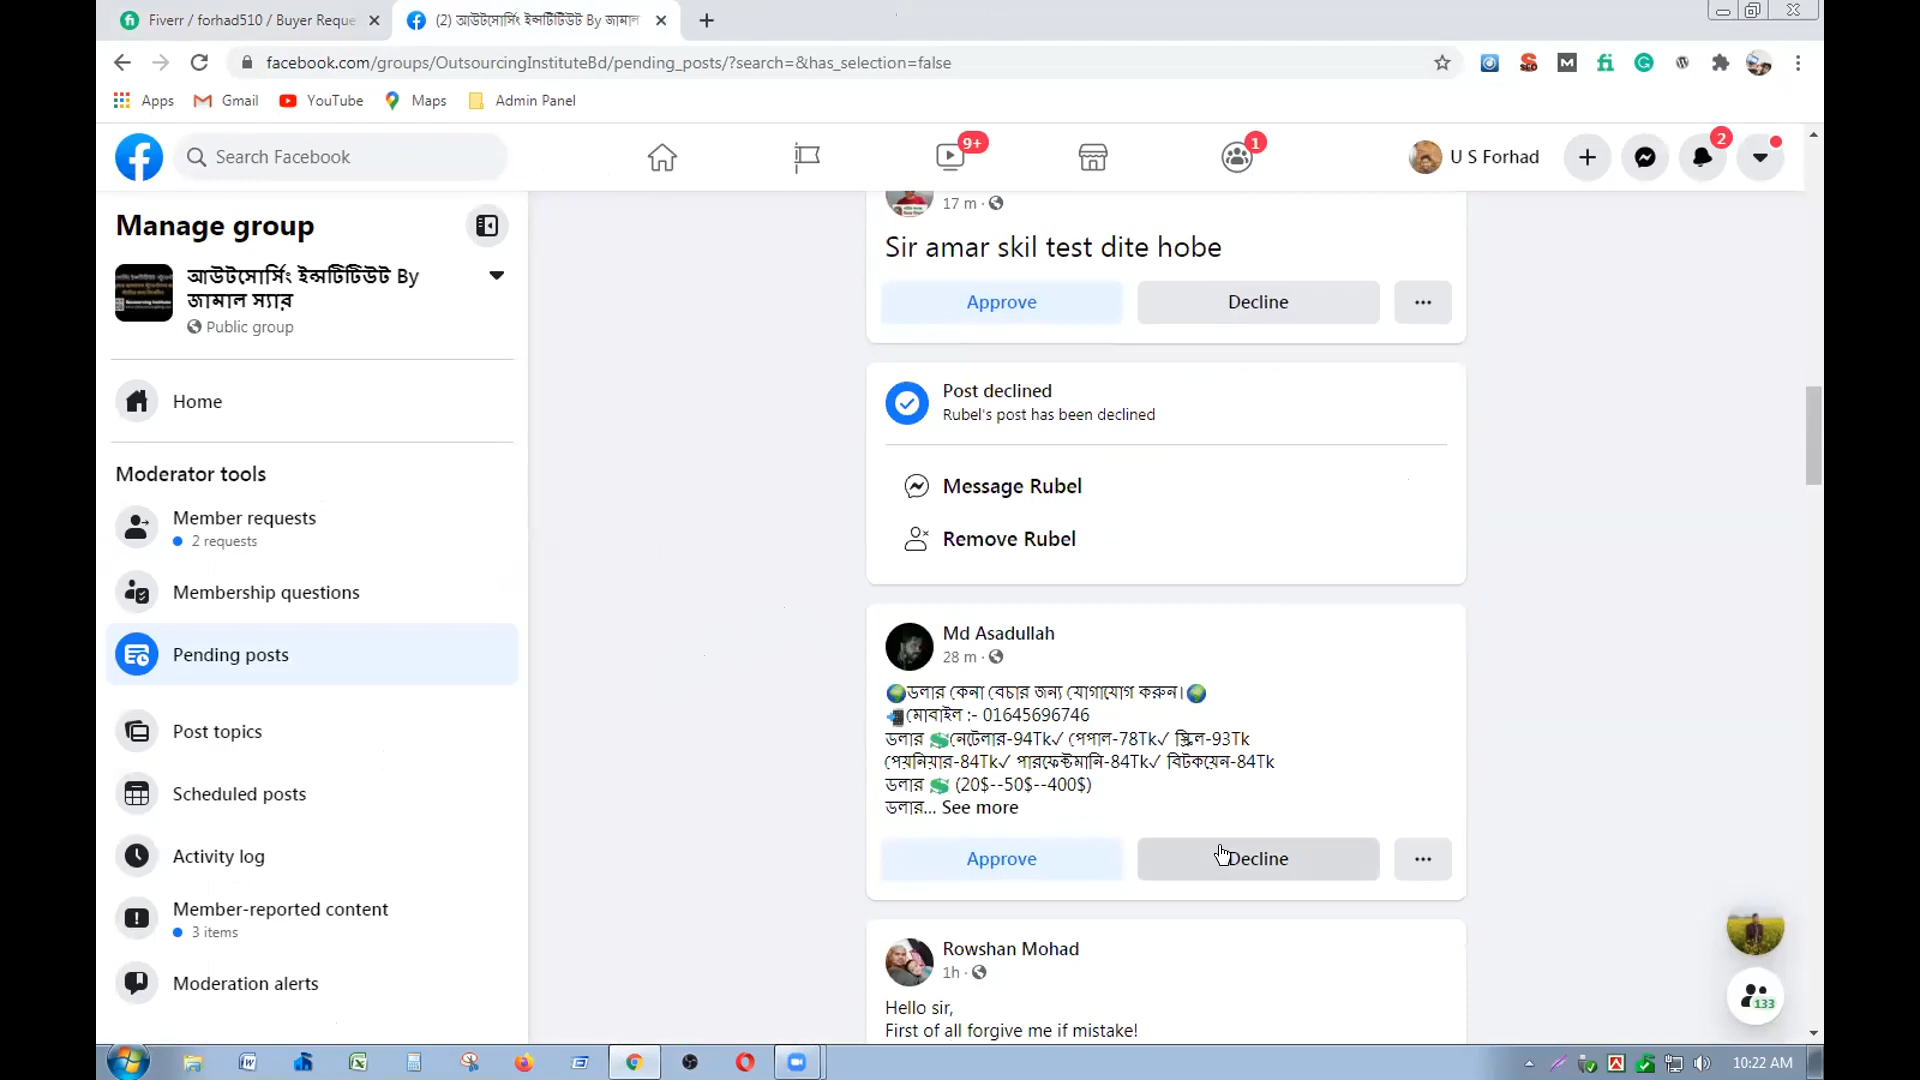 Fiverr / forhad510 / Buyer Reque
(2) আউটসোর্সিং ইন্সটিটিউট By জামাল
facebook.com/groups/OutsourcingInstituteBd/pending_posts/?search=&has_selection=false
Apps
Gmail
YouTube
Maps
Admin Panel
Search Facebook
9+
1
U S Forhad
2
Manage group
আউটসোর্সিং ইন্সটিটিউট By
জামাল স্যার
Public group
Home
Moderator tools
Member requests
2 requests
Membership questions
Pending posts
Post topics
Scheduled posts
Activity log
Member-reported content
3 items
Moderation alerts
17 m ·
Sir amar skil test dite hobe
Approve
Decline
Post declined
Rubel's post has been declined
Message Rubel
Remove Rubel
Md Asadullah
28 m ·
🌍ডলার কেনা বেচার জন্য যোগাযোগ করুন।🌍
📲মোবাইল :- 01645696746
ডলার 💲নেটেলার-94Tk✓ পেপাল-78Tk✓ স্ক্রিল-93Tk
পেয়নিয়ার-84Tk✓ পারফেক্টমানি-84Tk✓ বিটকয়েন-84Tk
ডলার 💲 (20$--50$--400$)
ডলার... See more
Approve
Decline
Rowshan Mohad
1h ·
Hello sir,
First of all forgive me if mistake!
133
10:22 AM